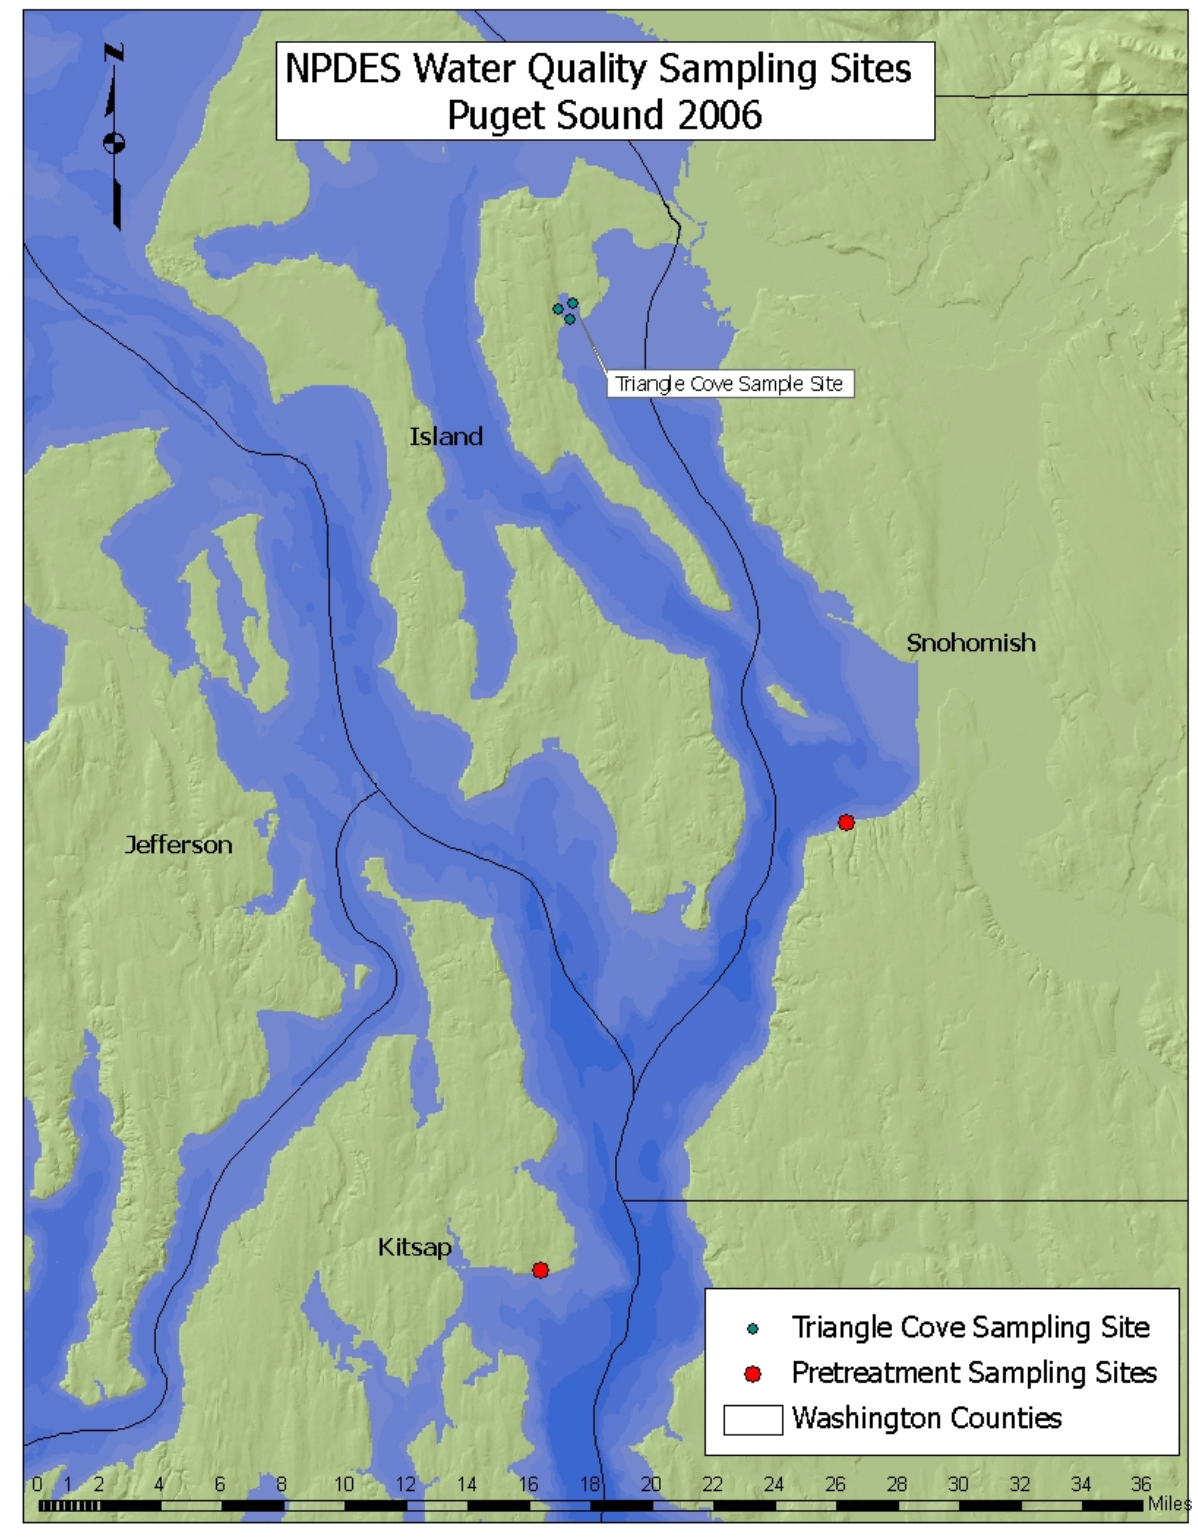 N
NPDES Water Quality Sampling Sites
Puget Sound 2006
Triangle Cove Sample Site
Island
Snohomish
Jefferson
Kitsap
Triangle Cove Sampling Site
Pretreatment Sampling Sites
Washington Counties
0 1 2 4 6 8 10 12 14 16 18 20 22 24 26 28 30 32 34 36
Miles